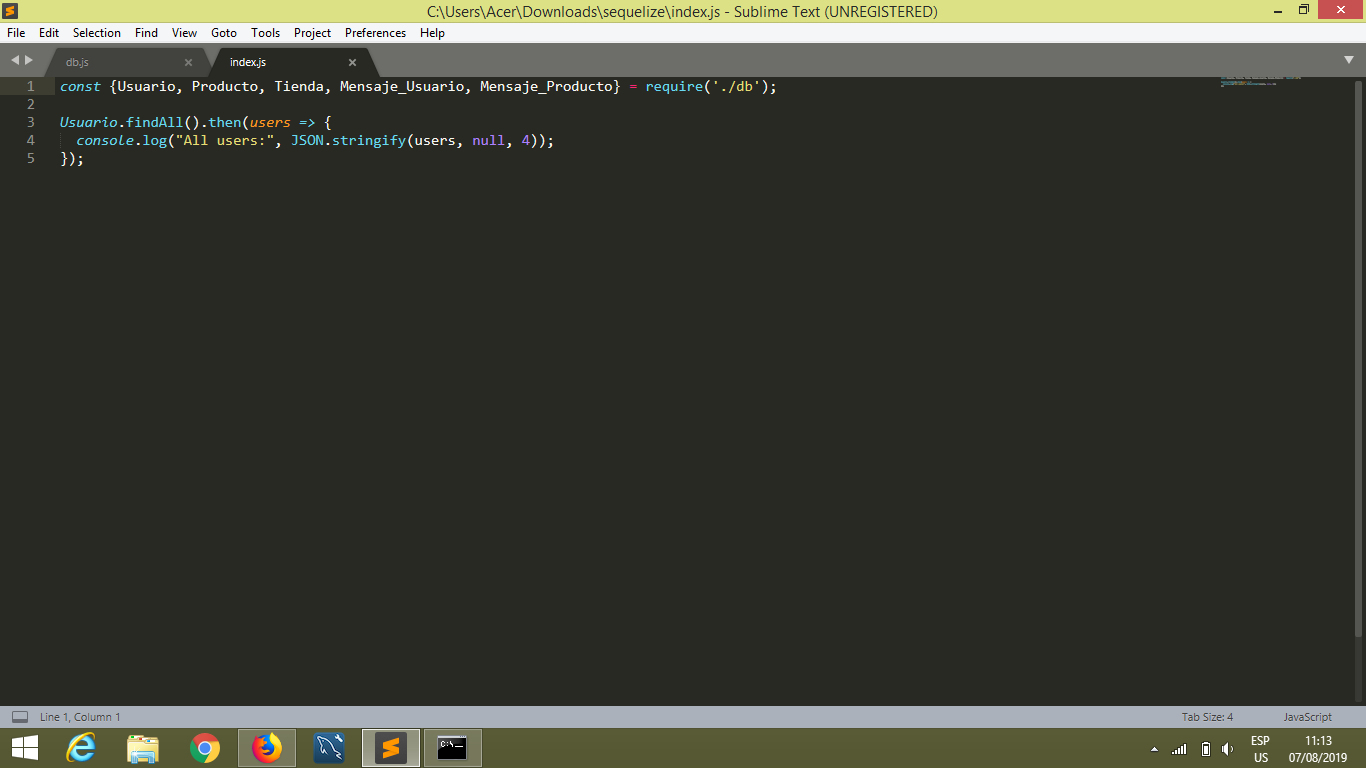 C:\Users\Acer\Downloads\sequelize\index.js - Sublime Text (UNREGISTERED)
File Edit Selection Find View Goto Tools Project Preferences Help
db.js index.js
1 const {Usuario, Producto, Tienda, Mensaje_Usuario, Mensaje_Producto} = require('./db');
2
3 Usuario.findAll().then(users => {
4   console.log("All users:", JSON.stringify(users, null, 4));
5 });
Line 1, Column 1 Tab Size: 4 JavaScript
C:\_
ESP 11:13
US 07/08/2019